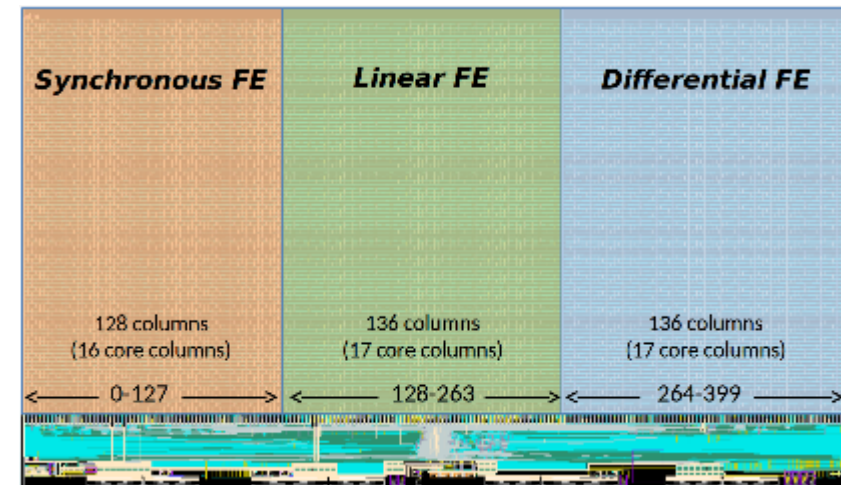 Synchronous FE
Linear FE
Differential FE
128 columns
(16 core columns)
0-127
136 columns
(17 core columns)
128-263
136 columns
(17 core columns)
264-399